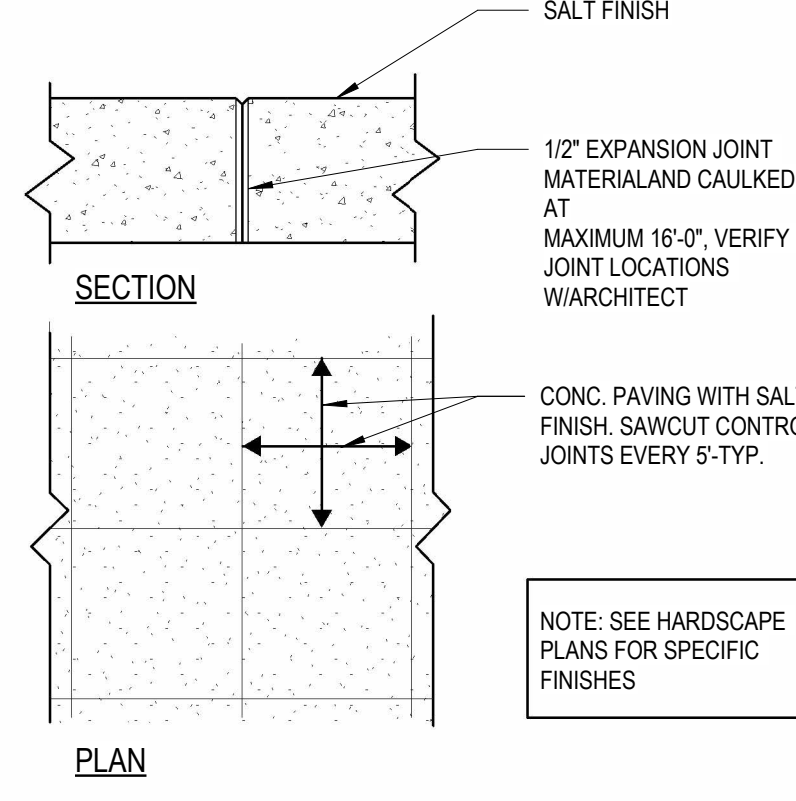 SALT FINISH
1/2" EXPANSION JOINT
MATERIALAND CAULKED
AT
MAXIMUM 16'-0", VERIFY
JOINT LOCATIONS
W/ARCHITECT
SECTION
CONC. PAVING WITH SAL
FINISH. SAWCUT CONTRO
JOINTS EVERY 5'-TYP.
NOTE: SEE HARDSCAPE
PLANS FOR SPECIFIC
FINISHES
PLAN